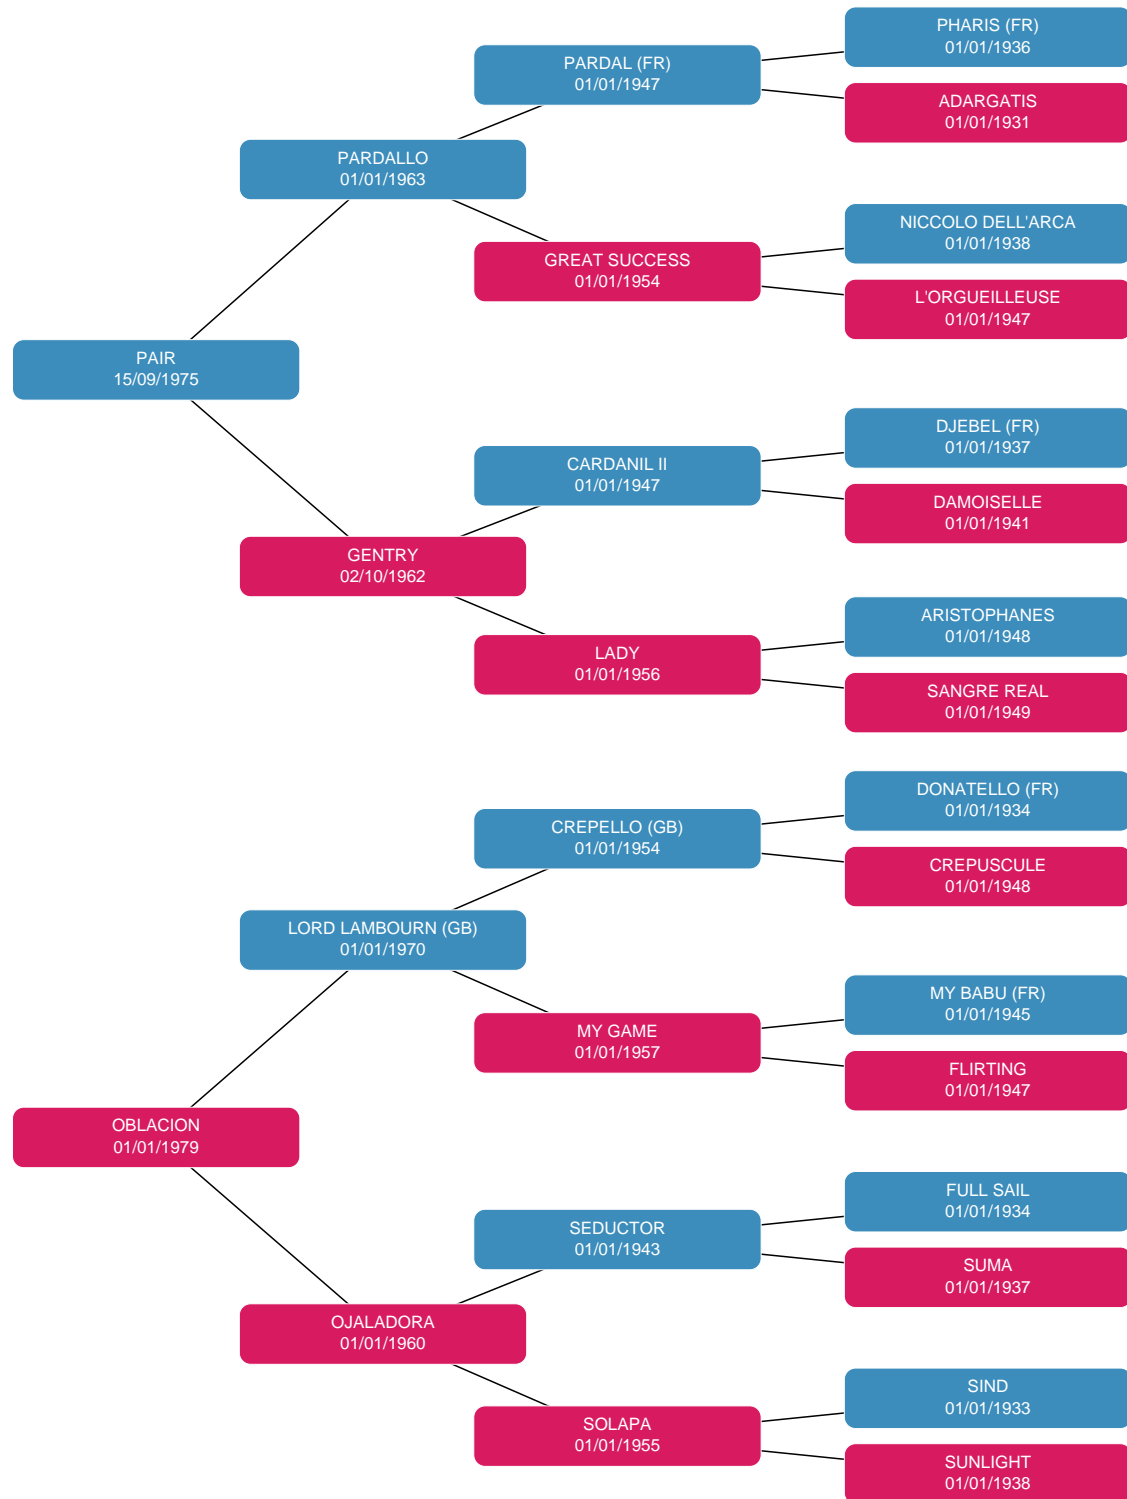 PHARIS (FR)
01/01/1936
PARDAL (FR)
01/01/1947
ADARGATIS
01/01/1931
PARDALLO
01/01/1963
NICCOLO DELL'ARCA
01/01/1938
GREAT SUCCESS
01/01/1954
L'ORGUEILLEUSE
01/01/1947
PAIR
15/09/1975
DJEBEL (FR)
01/01/1937
CARDANIL II
01/01/1947
DAMOISELLE
01/01/1941
GENTRY
02/10/1962
ARISTOPHANES
01/01/1948
LADY
01/01/1956
SANGRE REAL
01/01/1949
DONATELLO (FR)
01/01/1934
CREPELLO (GB)
01/01/1954
CREPUSCULE
01/01/1948
LORD LAMBOURN (GB)
01/01/1970
MY BABU (FR)
01/01/1945
MY GAME
01/01/1957
FLIRTING
01/01/1947
OBLACION
01/01/1979
FULL SAIL
01/01/1934
SEDUCTOR
01/01/1943
SUMA
01/01/1937
OJALADORA
01/01/1960
SIND
01/01/1933
SOLAPA
01/01/1955
SUNLIGHT
01/01/1938